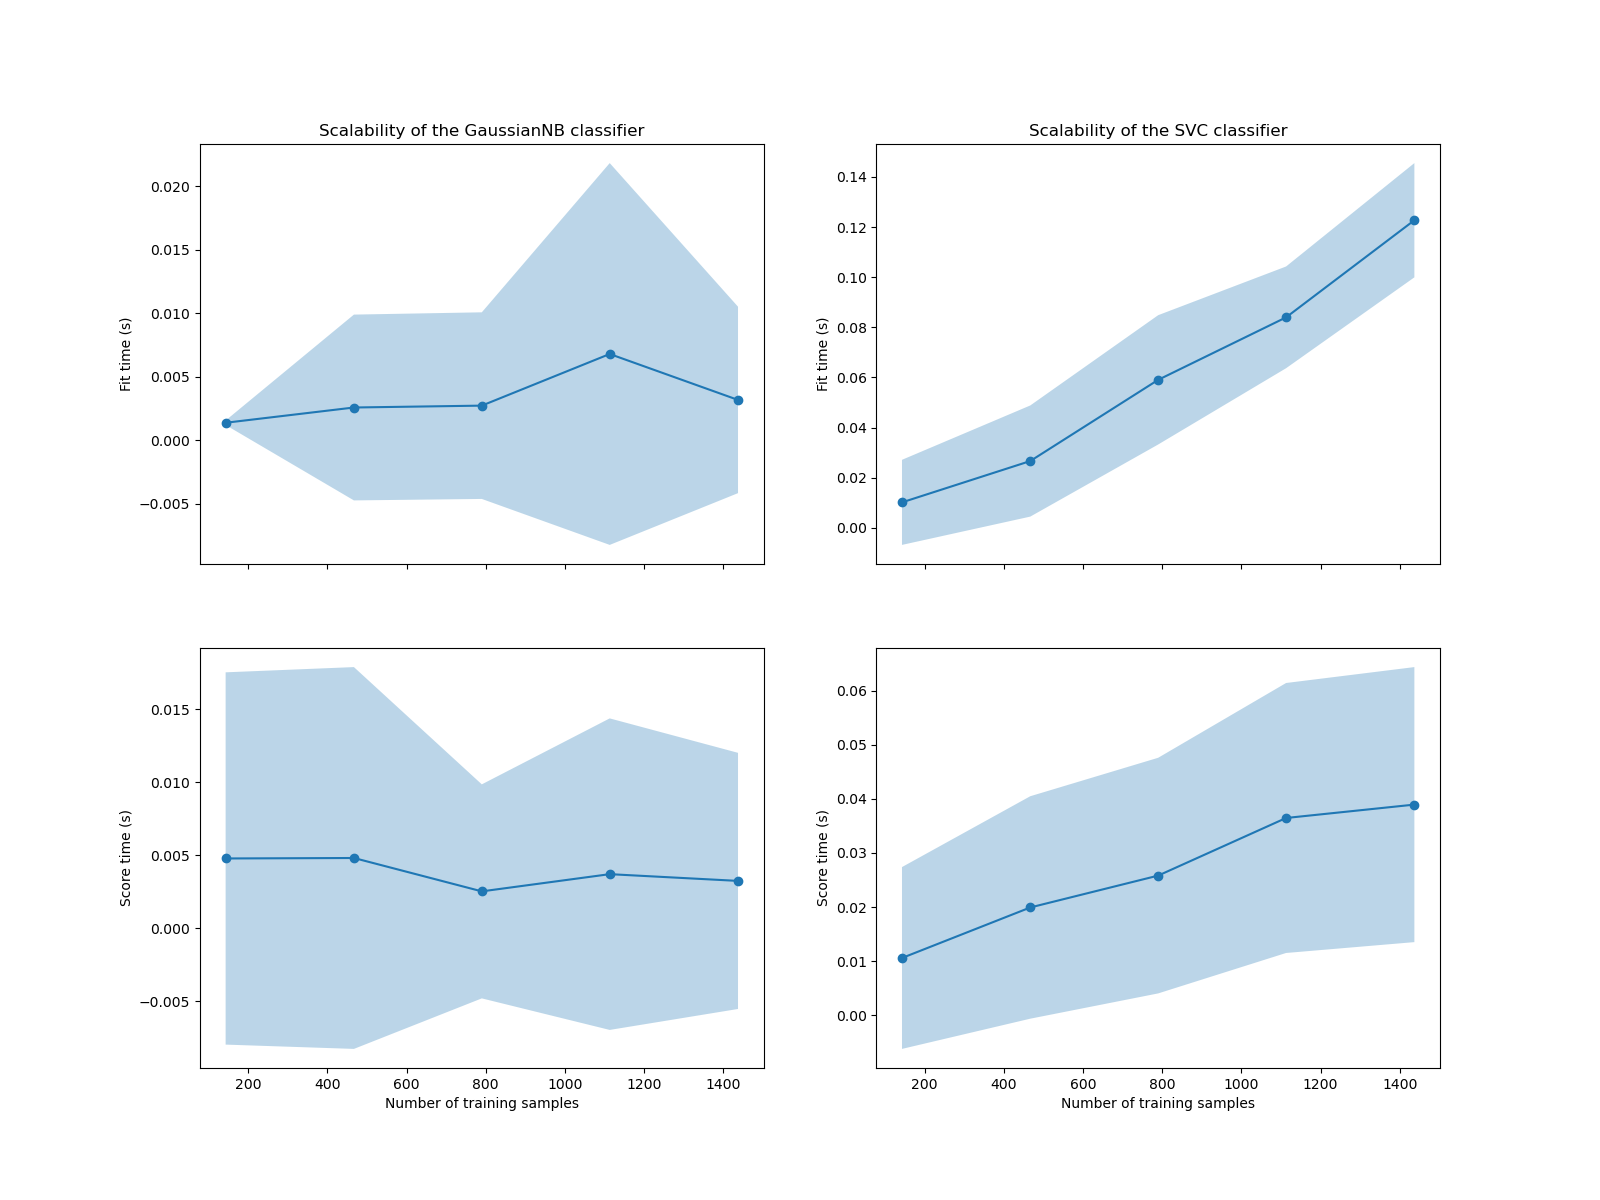 Scalability of the GaussianNB classifier
Fit time (s)
0.020
0.015
0.010
0.005
0.000
−0.005
Scalability of the SVC classifier
Fit time (s)
0.14
0.12
0.10
0.08
0.06
0.04
0.02
0.00
Score time (s)
0.015
0.010
0.005
0.000
−0.005
200 400 600 800 1000 1200 1400
Number of training samples
Score time (s)
0.06
0.05
0.04
0.03
0.02
0.01
0.00
200 400 600 800 1000 1200 1400
Number of training samples